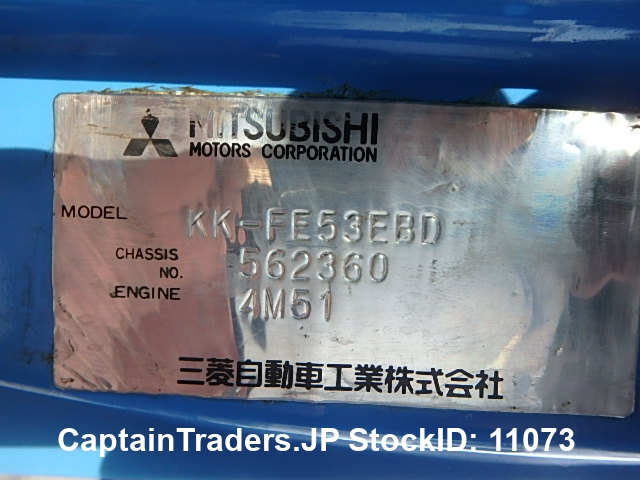 MITSUBISHI
MOTORS CORPORATION
MODEL KK-FE53EBD
CHASSIS NO. 562360
ENGINE 4M51
三菱自動車工業株式会社
CaptainTraders.JP StockID: 11073